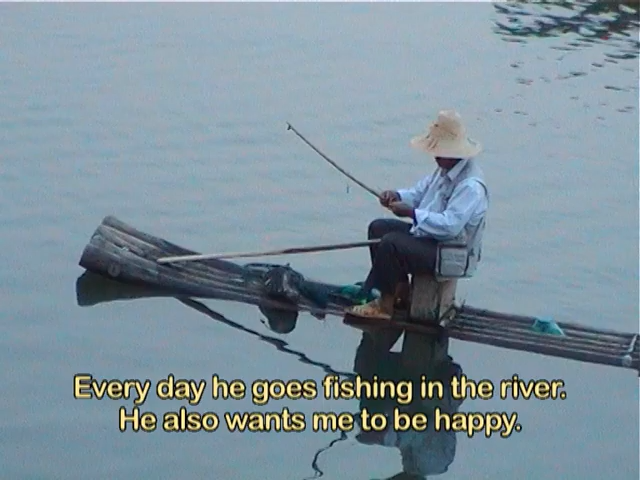 Every day he goes fishing in the river.
He also wants me to be happy.